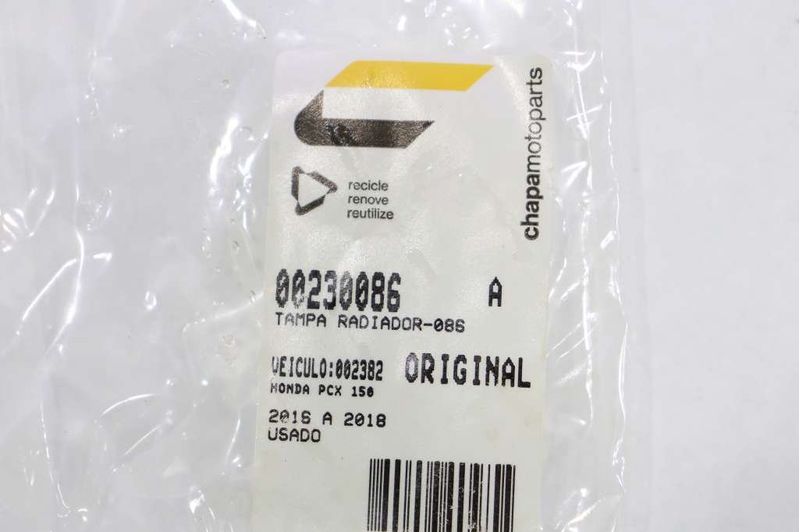 chapamotoparts
recicle
renove
reutilize
00230086 A
TAMPA RADIADOR-086
VEICULO:002382 ORIGINAL
HONDA PCX 150
2016 A 2018
USADO